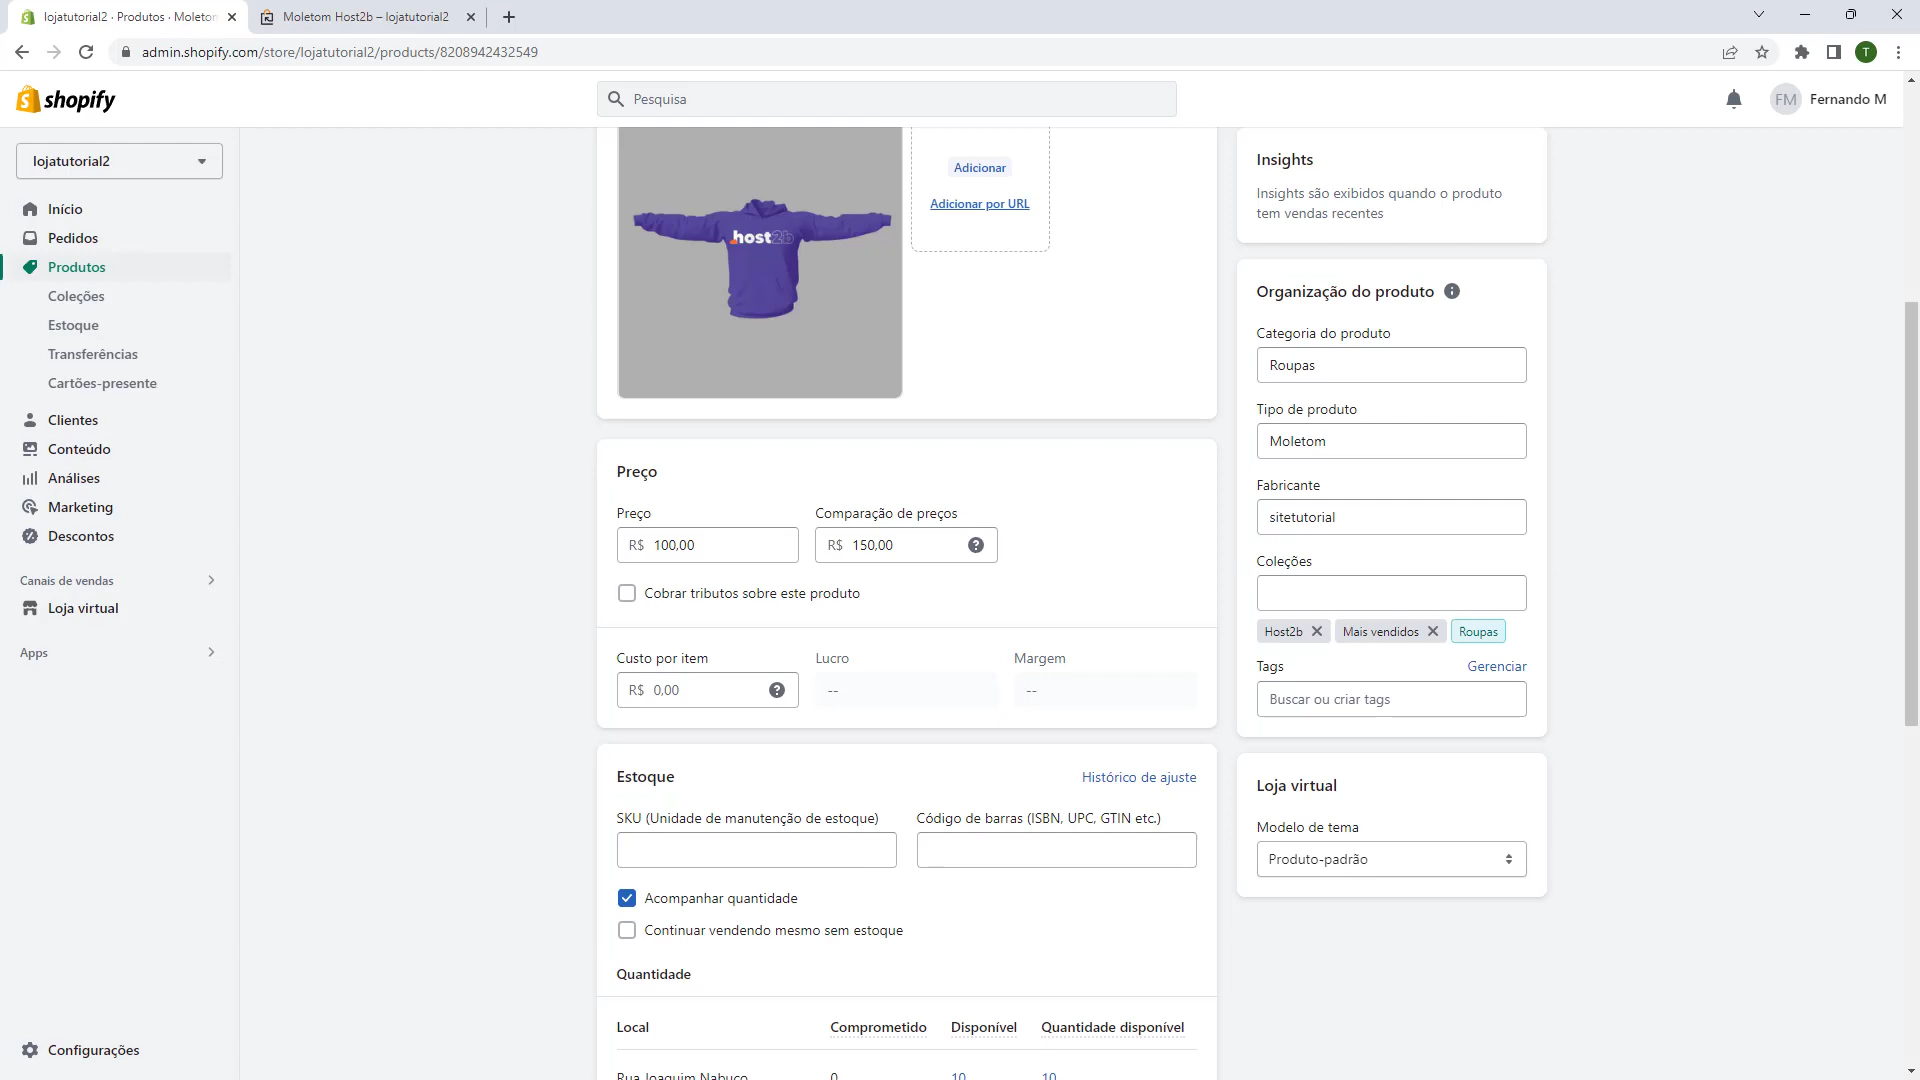 lojatutorial2 · Produtos · Moleton
Moletom Host2b – lojatutorial2
admin.shopify.com/store/lojatutorial2/products/8208942432549
T
shopify
Pesquisa
FM
Fernando M
lojatutorial2
Início
Pedidos
Produtos
Coleções
Estoque
Transferências
Cartões-presente
Clientes
Conteúdo
Análises
Marketing
Descontos
Canais de vendas
Loja virtual
Apps
Configurações
host2b
Adicionar
Adicionar por URL
Preço
Preço
Comparação de preços
R$ 100,00
R$ 150,00
Cobrar tributos sobre este produto
Custo por item
Lucro
Margem
R$ 0,00
--
--
Estoque
Histórico de ajuste
SKU (Unidade de manutenção de estoque)
Código de barras (ISBN, UPC, GTIN etc.)
Acompanhar quantidade
Continuar vendendo mesmo sem estoque
Quantidade
Local
Comprometido
Disponível
Quantidade disponível
Rua Joaquim Nabuco
0
10
10
Insights
Insights são exibidos quando o produto
tem vendas recentes
Organização do produto
Categoria do produto
Roupas
Tipo de produto
Moletom
Fabricante
sitetutorial
Coleções
Host2b
Mais vendidos
Roupas
Tags
Gerenciar
Buscar ou criar tags
Loja virtual
Modelo de tema
Produto-padrão